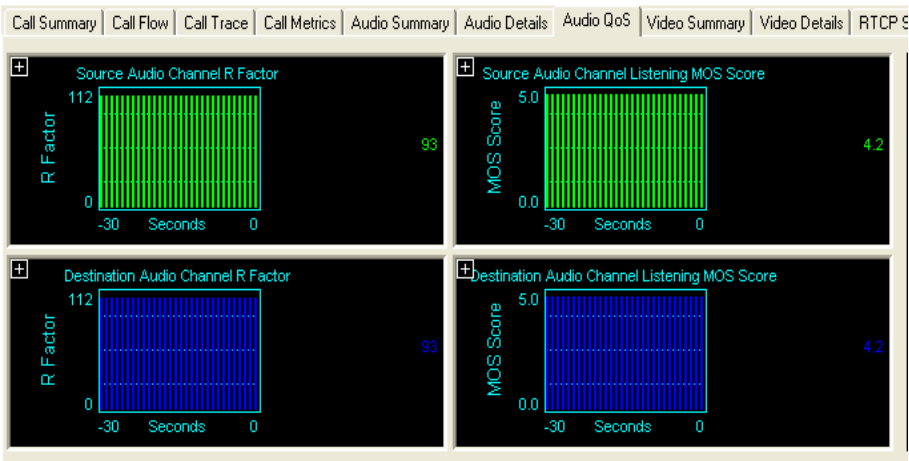 Call Summary Call Flow Call Trace Call Metrics Audio Summary Audio Details Audio QoS Video Summary Video Details RTCP S
Source Audio Channel R Factor
112
R Factor
0
-30 Seconds 0
93
Source Audio Channel Listening MOS Score
5.0
MOS Score
0.0
-30 Seconds 0
4.2
Destination Audio Channel R Factor
112
R Factor
0
-30 Seconds 0
93
Destination Audio Channel Listening MOS Score
5.0
MOS Score
0.0
-30 Seconds 0
4.2